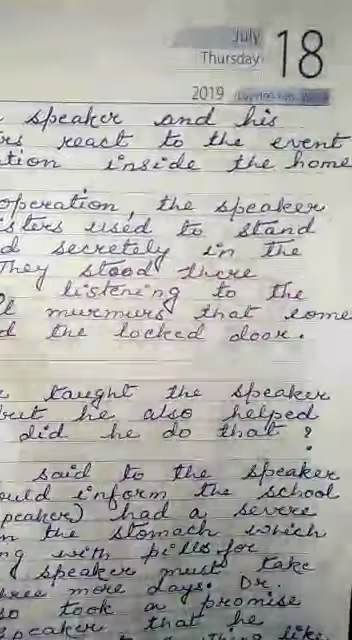 July
Thursday 18
2019
speaker and his
rs react to the event
tion inside the home
operation, the speaker
isters used to stand
d secretely in the
They stood there
listening to the
murmurs that come
d the locked door.
taught the speaker
but he also helped
did he do that ?
said to the speaker
ould inform the school
peaker) had a severe
n the stomach which
ng with pills for
speaker must take
ree more days. Dr.
so took a promise
speaker that he